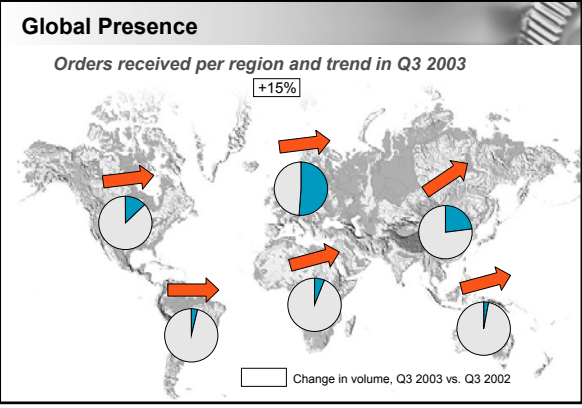 Global Presence
Orders received per region and trend in Q3 2003
+15%
Change in volume, Q3 2003 vs. Q3 2002